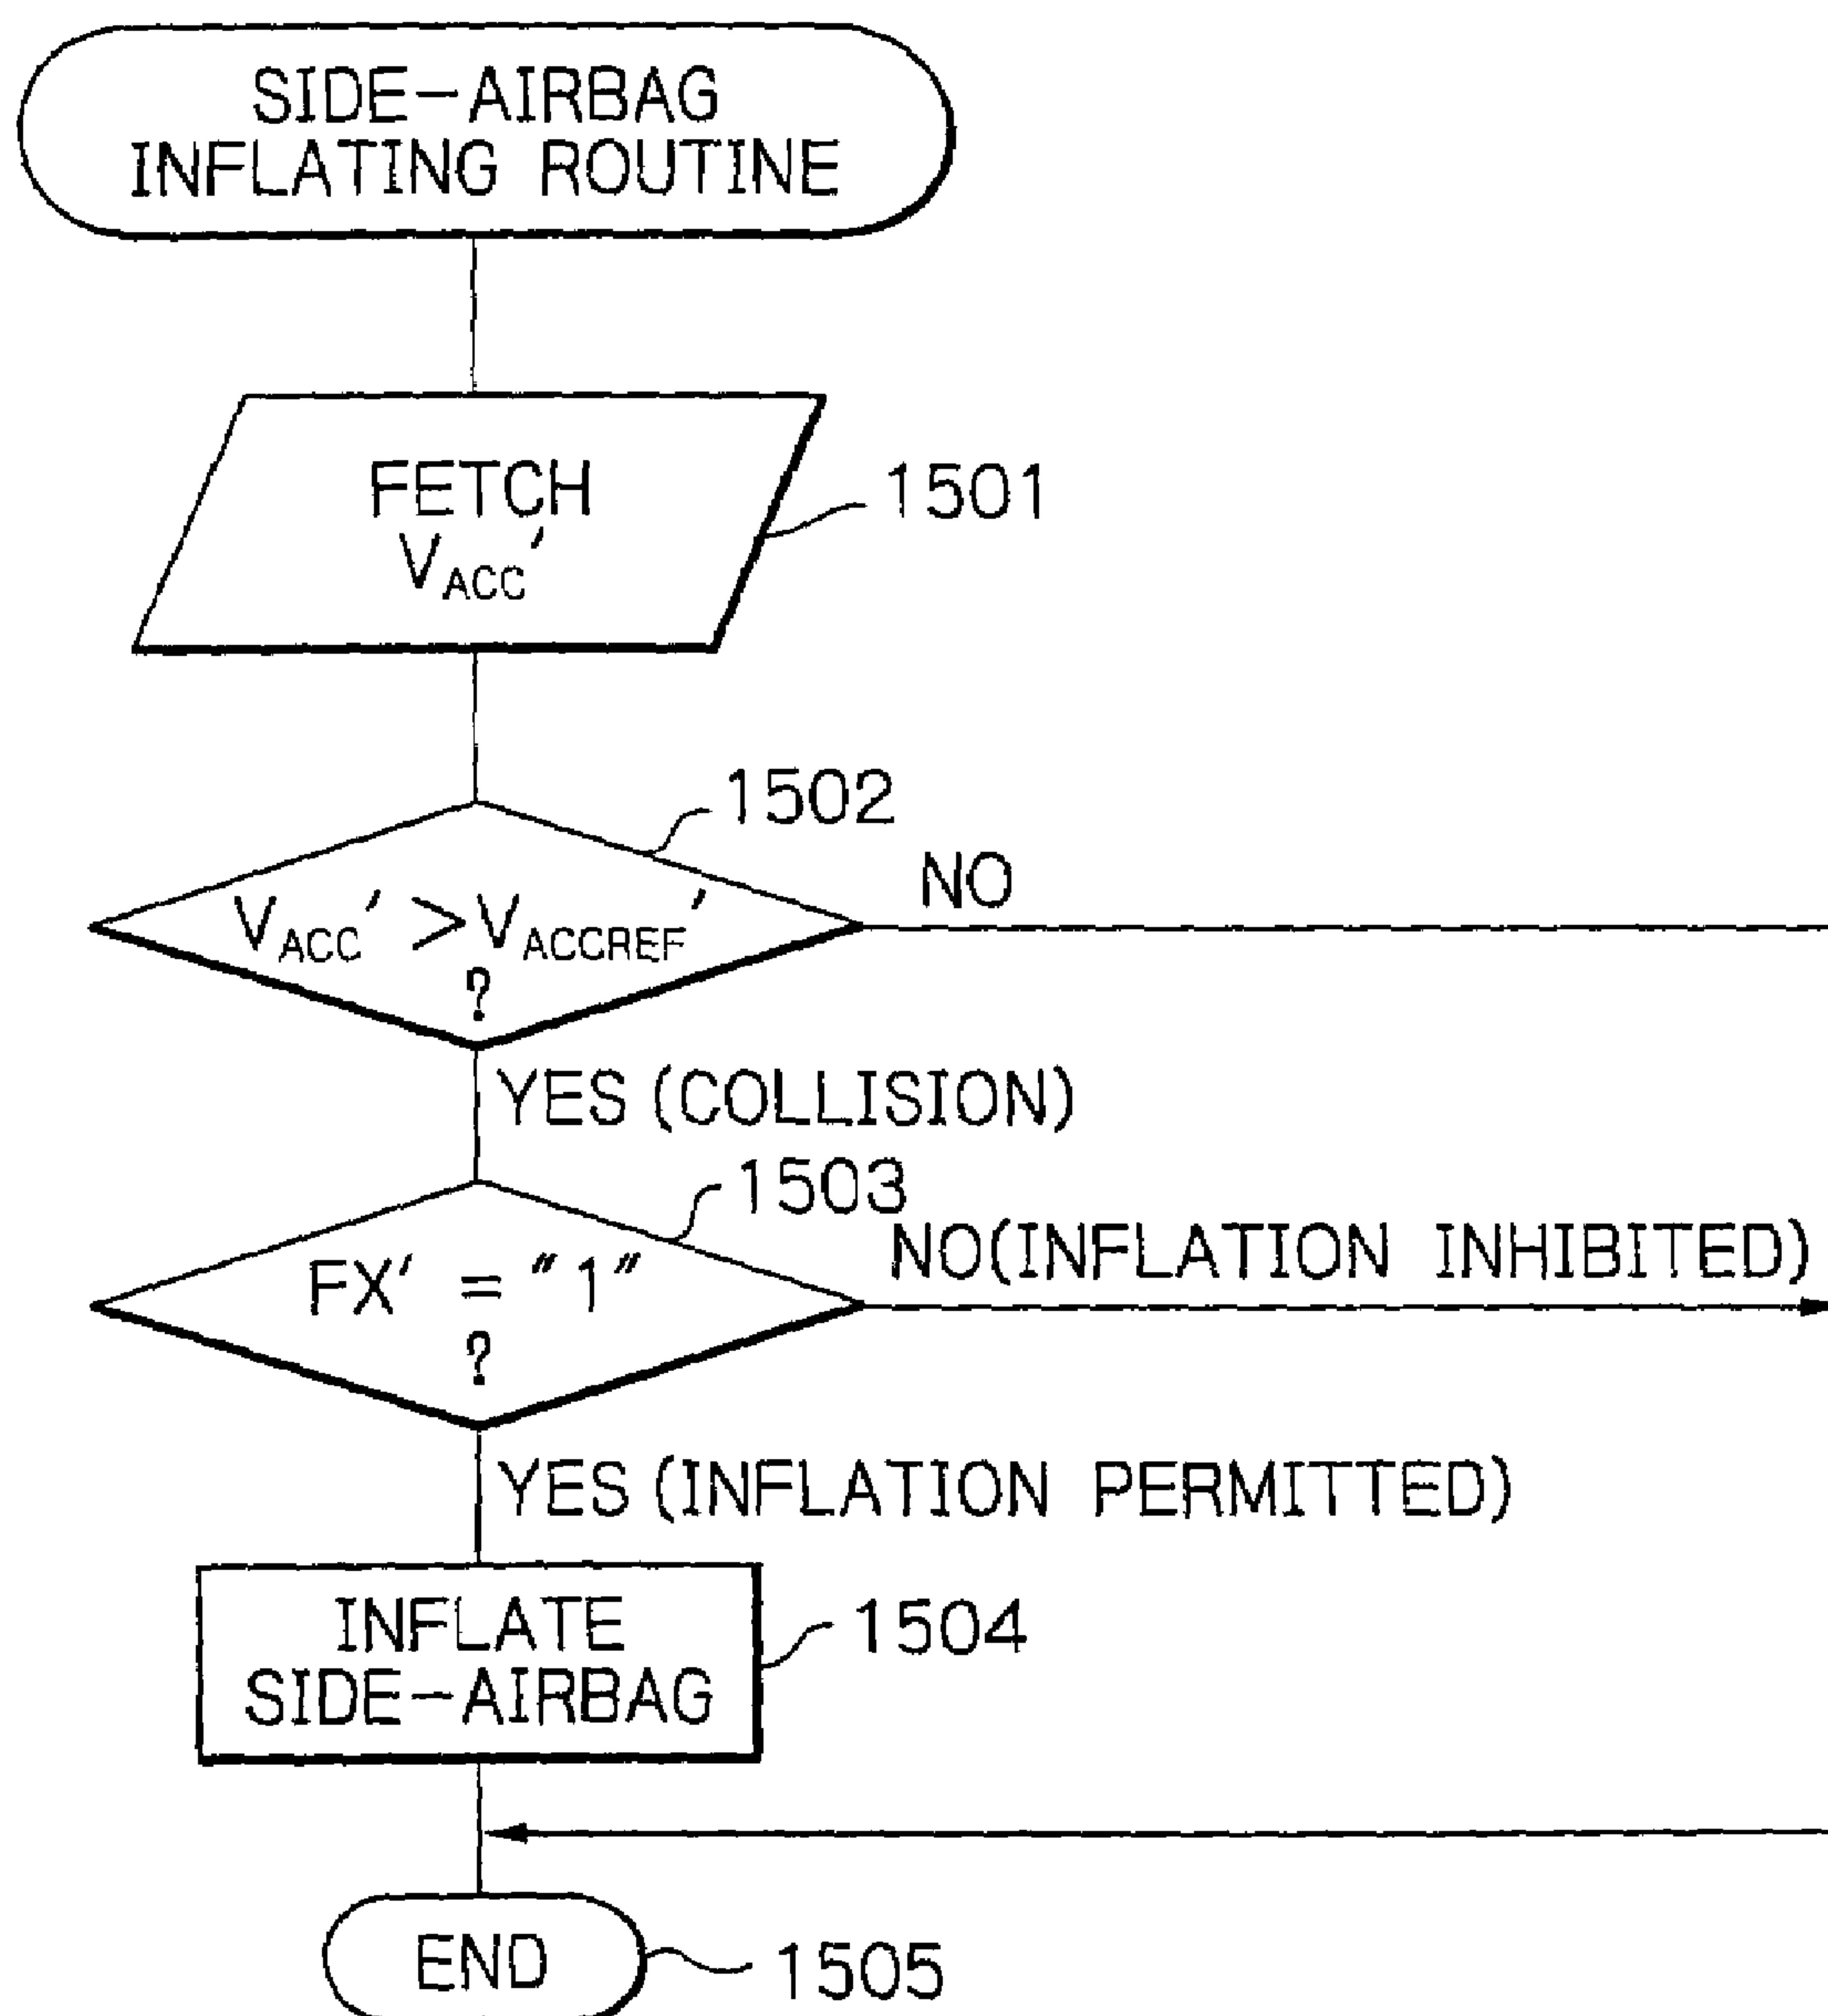 SIDE-AIRBAG
INFLATING ROUTINE
FETCH
V_ACC'
1501
1502
V_ACC' > V_ACCREF'
?
NO
YES (COLLISION)
1503
FX' = "1"
?
NO(INFLATION INHIBITED)
YES (INFLATION PERMITTED)
INFLATE
SIDE-AIRBAG
1504
END
1505